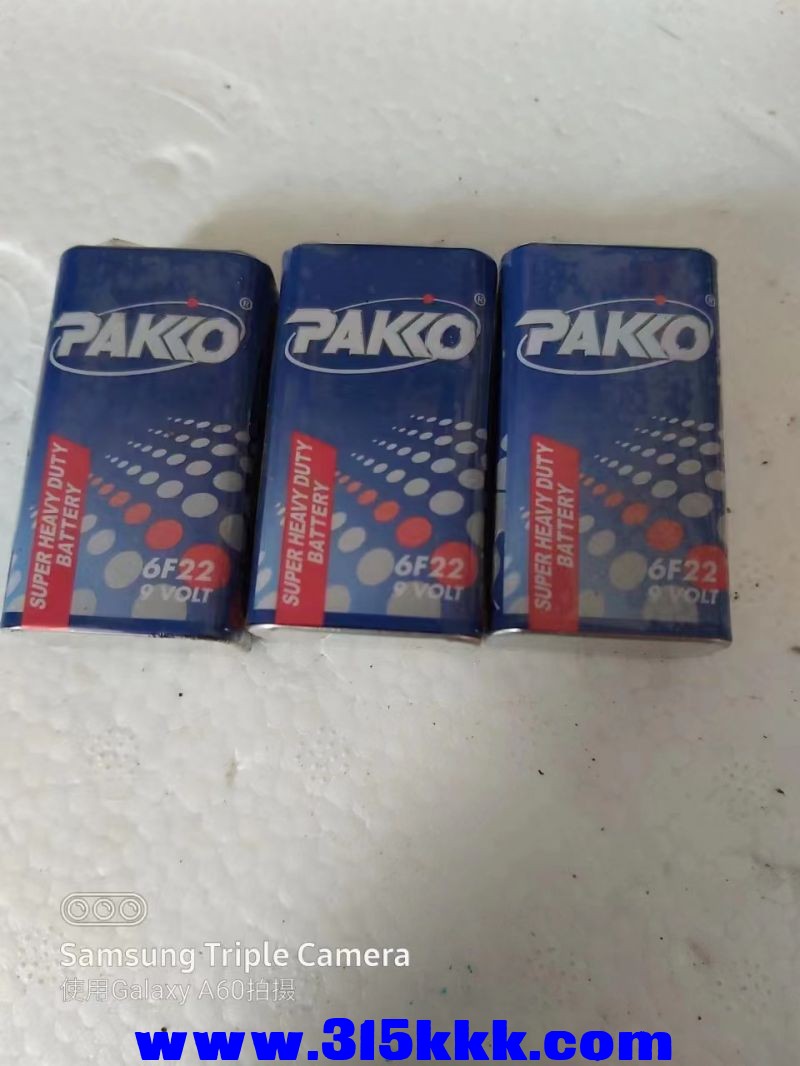 PAKKO®
SUPER HEAVY DUTY
BATTERY
6F22
9 VOLT
PAKKO®
SUPER HEAVY DUTY
BATTERY
6F22
9 VOLT
PAKKO®
SUPER HEAVY DUTY
BATTERY
6F22
9 VOLT
Samsung Triple Camera
使用Galaxy A60拍摄
www.315kkk.com